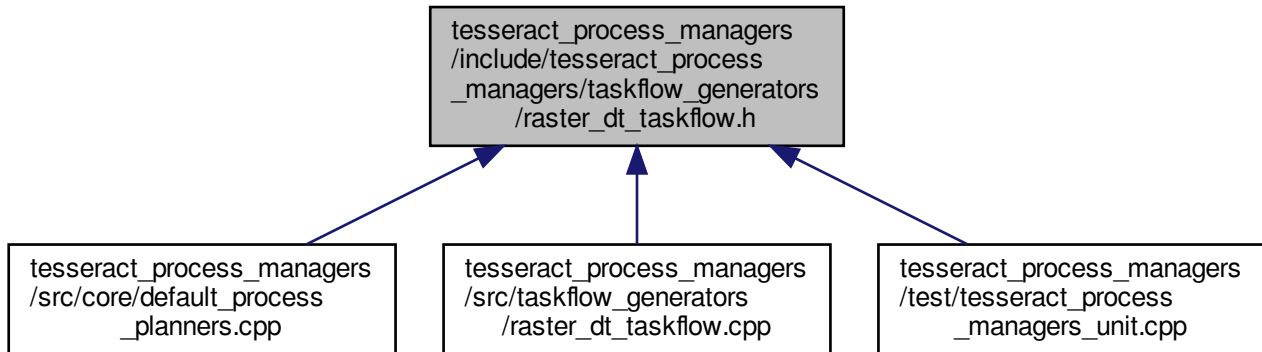 tesseract_process_managers
/include/tesseract_process
_managers/taskflow_generators
/raster_dt_taskflow.h
tesseract_process_managers
/src/core/default_process
_planners.cpp
tesseract_process_managers
/src/taskflow_generators
/raster_dt_taskflow.cpp
tesseract_process_managers
/test/tesseract_process
_managers_unit.cpp